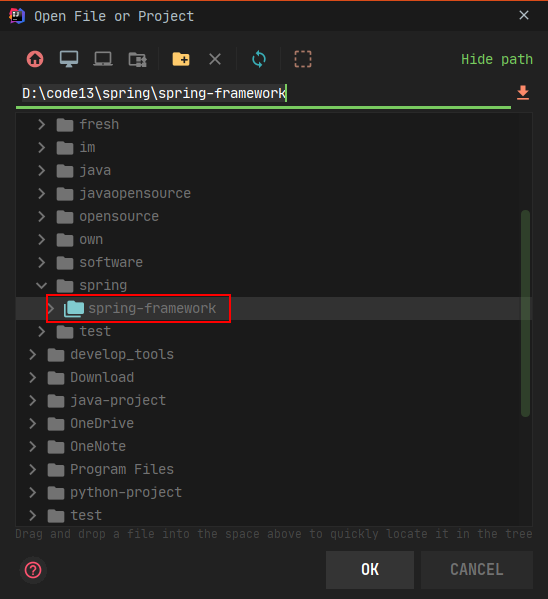 Open File or Project
Hide path
D:\code13\spring\spring-framework
fresh
im
java
javaopensource
opensource
own
software
spring
spring-framework
test
develop_tools
Download
java-project
OneDrive
OneNote
Program Files
python-project
test
Drag and drop a file into the space above to quickly locate it in the tree
OK
CANCEL